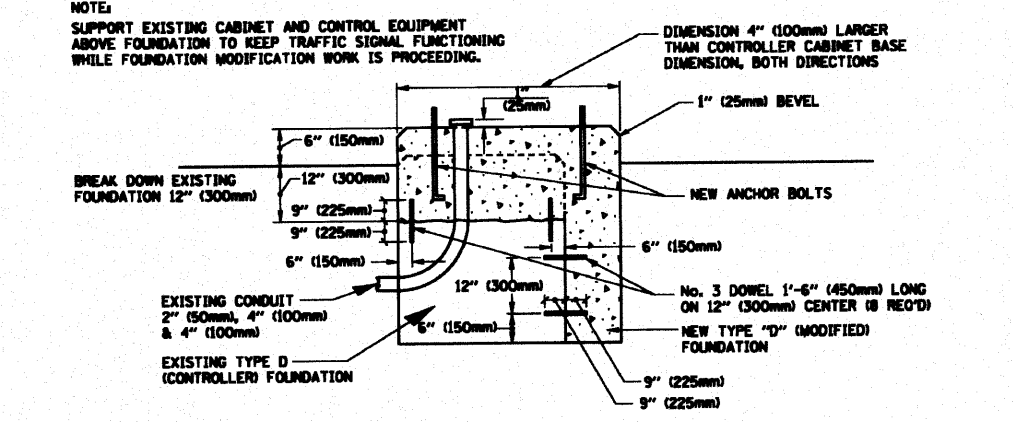 NOTE:
SUPPORT EXISTING CABINET AND CONTROL EQUIPMENT
ABOVE FOUNDATION TO KEEP TRAFFIC SIGNAL FUNCTIONING
WHILE FOUNDATION MODIFICATION WORK IS PROCEEDING.
DIMENSION 4" (100mm) LARGER
THAN CONTROLLER CABINET BASE
DIMENSION, BOTH DIRECTIONS
1"
(25mm)
1" (25mm) BEVEL
6" (150mm)
BREAK DOWN EXISTING
FOUNDATION 12" (300mm)
12" (300mm)
NEW ANCHOR BOLTS
9" (225mm)
9" (225mm)
6" (150mm)
6" (150mm)
12" (300mm)
No. 3 DOWEL 1'-6" (450mm) LONG
ON 12" (300mm) CENTER (8 REQ'D)
EXISTING CONDUIT
2" (50mm), 4" (100mm)
& 4" (100mm)
6" (150mm)
NEW TYPE "D" (MODIFIED)
FOUNDATION
EXISTING TYPE D
(CONTROLLER) FOUNDATION
9" (225mm)
9" (225mm)